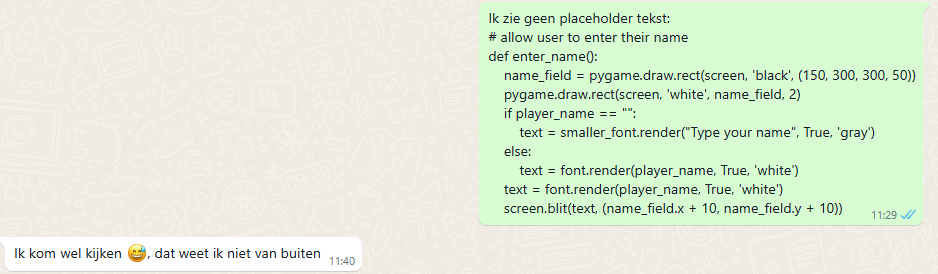 Ik zie geen placeholder tekst:
# allow user to enter their name
def enter_name():
    name_field = pygame.draw.rect(screen, 'black', (150, 300, 300, 50))
    pygame.draw.rect(screen, 'white', name_field, 2)
    if player_name == "":
        text = smaller_font.render("Type your name", True, 'gray')
    else:
        text = font.render(player_name, True, 'white')
    text = font.render(player_name, True, 'white')
    screen.blit(text, (name_field.x + 10, name_field.y + 10))
11:29
Ik kom wel kijken 😅, dat weet ik niet van buiten
11:40